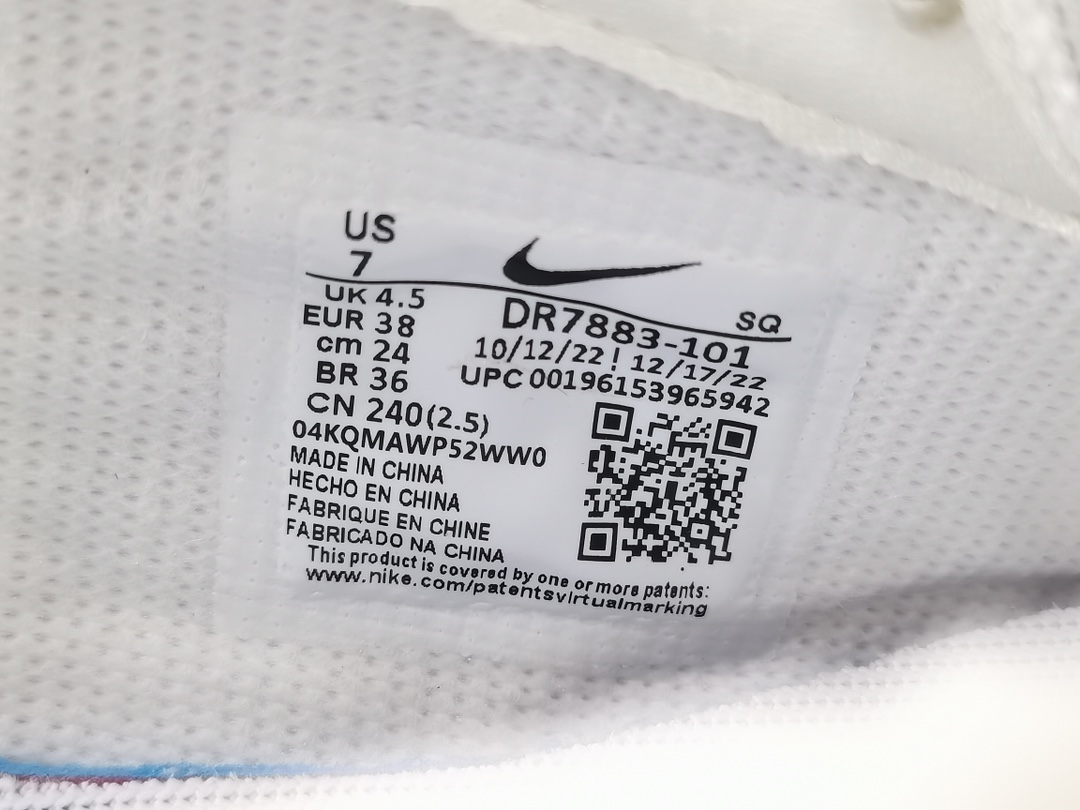 US
7
SQ
UK 4.5
EUR 38
cm 24
BR 36
CN 240(2.5)
DR7883-101
10/12/22 ! 12/17/22
UPC 00196153965942
04KQMAWP52WW0
MADE IN CHINA
HECHO EN CHINA
FABRIQUE EN CHINE
FABRICADO NA CHINA
This product is covered by one or more patents:
www.nike.com/patentsvirtualmarking